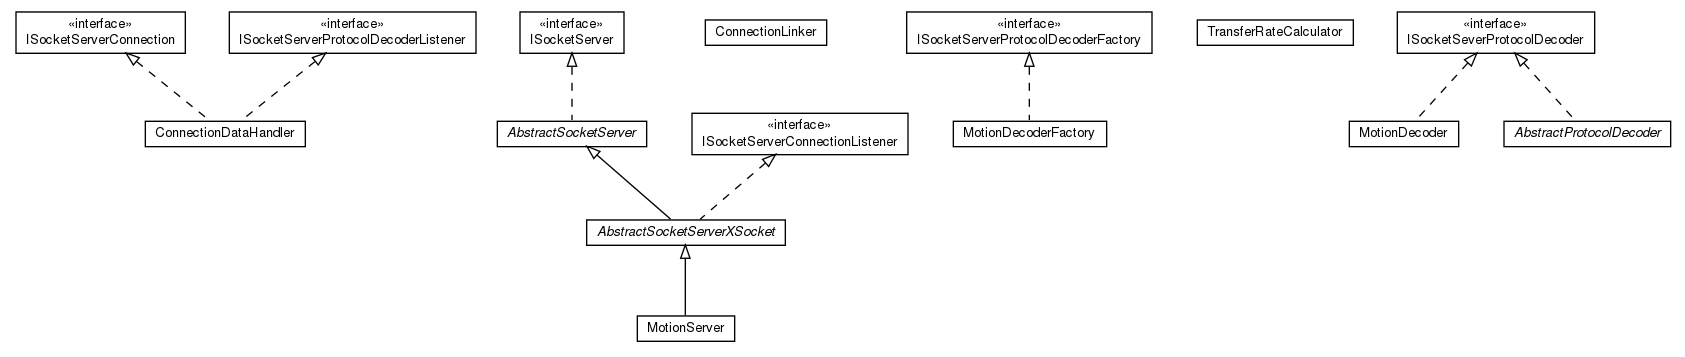 «interface»
ISocketServerConnection
«interface»
ISocketServerProtocolDecoderListener
«interface»
ISocketServer
ConnectionLinker
«interface»
ISocketServerProtocolDecoderFactory
TransferRateCalculator
«interface»
ISocketSeverProtocolDecoder
ConnectionDataHandler
AbstractSocketServer
«interface»
ISocketServerConnectionListener
MotionDecoderFactory
MotionDecoder
AbstractProtocolDecoder
AbstractSocketServerXSocket
MotionServer